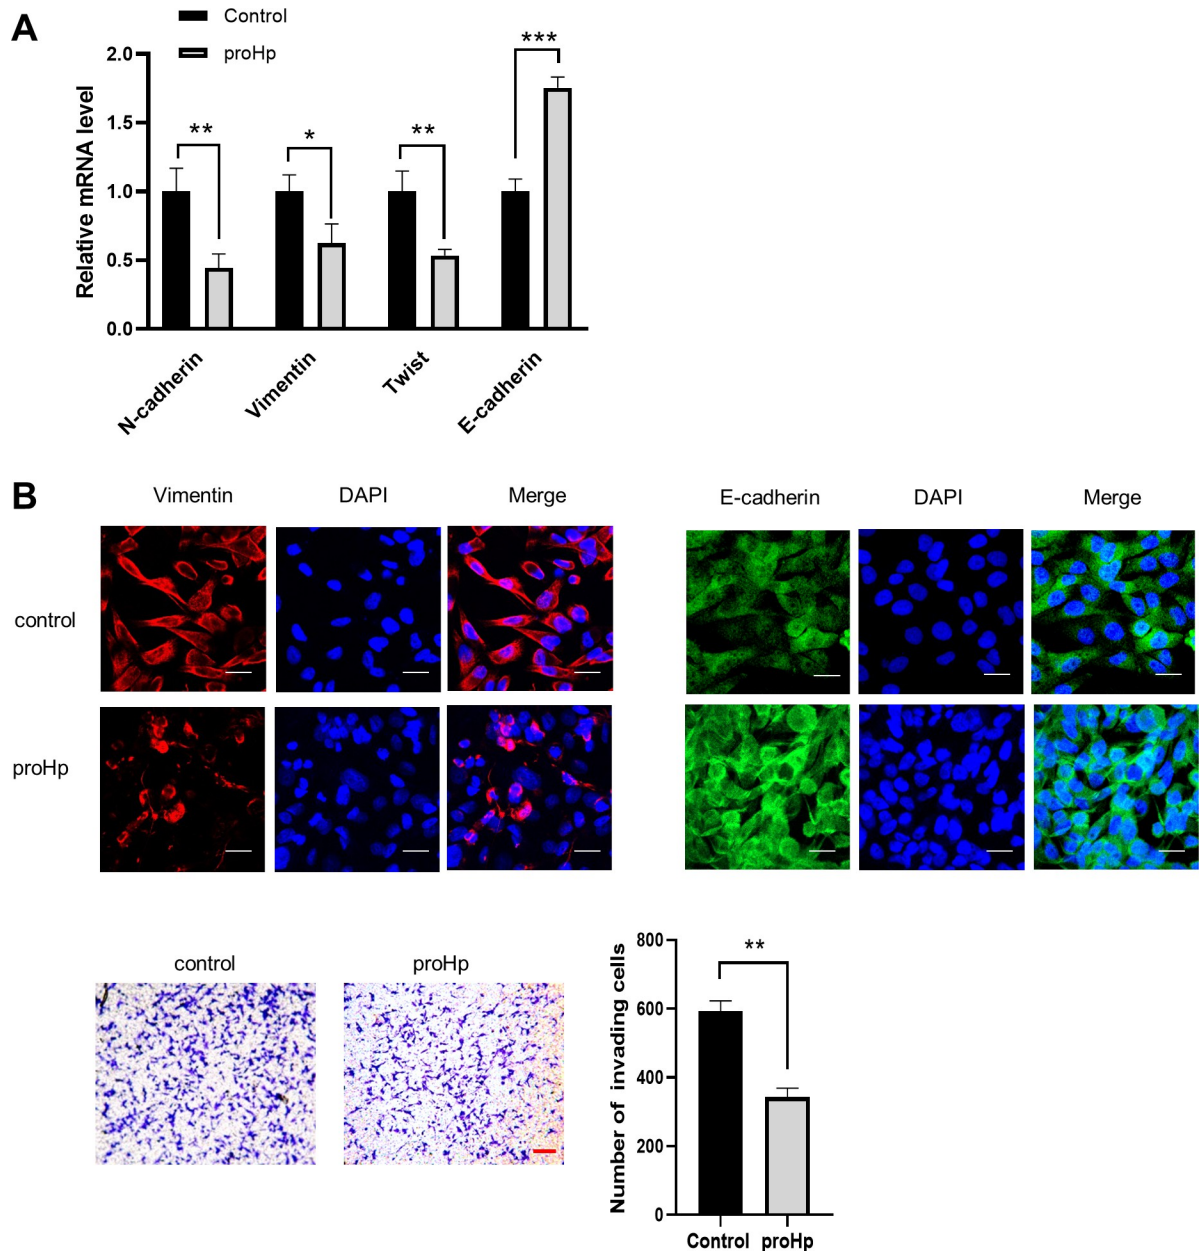 A
Control
proHp
Relative mRNA level
2.0
1.5
1.0
0.5
0.0
**
*
**
***
N-cadherin
Vimentin
Twist
E-cadherin
B
Vimentin DAPI Merge E-cadherin DAPI Merge
control
proHp
control proHp
Number of invading cells
800
600
400
200
0
**
Control proHp